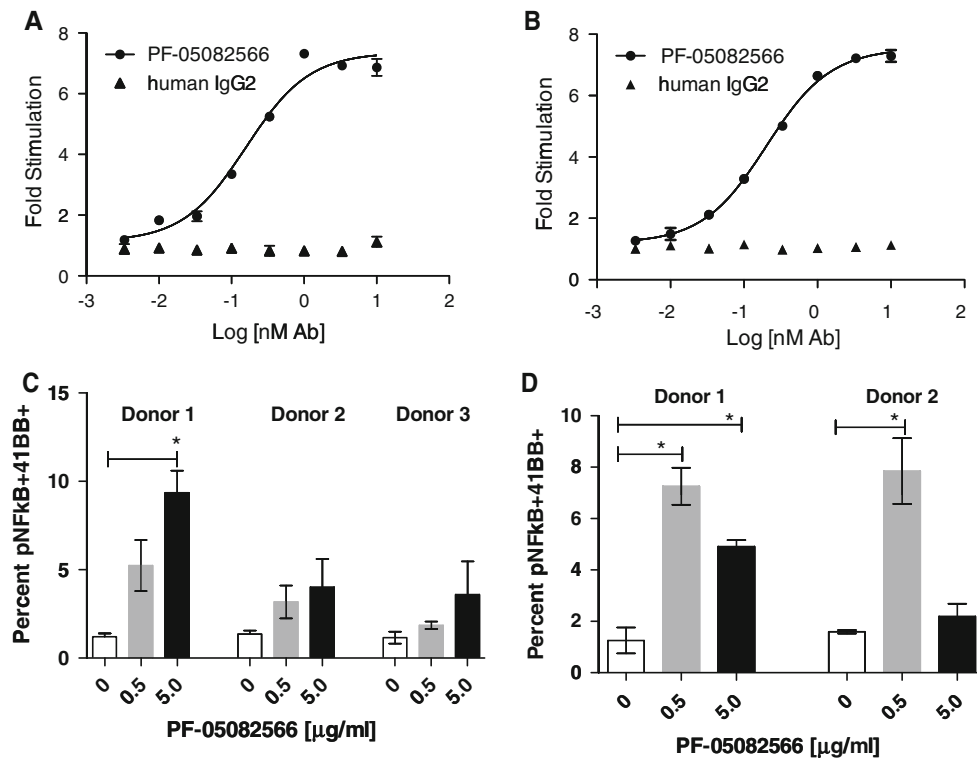 A
8
6
4
2
0
Fold Stimulation
PF-05082566
human IgG2
-3 -2 -1 0 1 2
Log [nM Ab]
B
8
6
4
2
0
Fold Stimulation
PF-05082566
human IgG2
-3 -2 -1 0 1 2
Log [nM Ab]
C
15
10
5
0
Percent pNFkB+41BB+
Donor 1 Donor 2 Donor 3
*
0 0.5 5.0 0 0.5 5.0 0 0.5 5.0
PF-05082566 [μg/ml]
D
10
8
6
4
2
0
Percent pNFkB+41BB+
Donor 1 Donor 2
* * *
0 0.5 5.0 0 0.5 5.0
PF-05082566 [μg/ml]